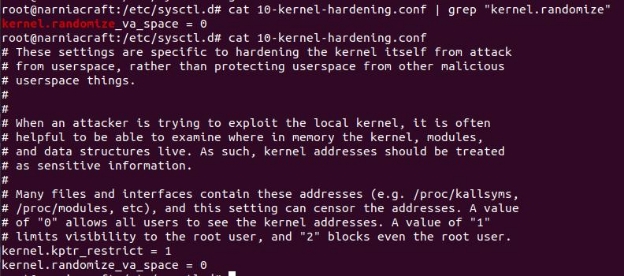 root@narniacraft:/etc/sysctl.d# cat 10-kernel-hardening.conf | grep "kernel.randomize"
kernel.randomize_va_space = 0
root@narniacraft:/etc/sysctl.d# cat 10-kernel-hardening.conf
# These settings are specific to hardening the kernel itself from attack
# from userspace, rather than protecting userspace from other malicious
# userspace things.
#
#
# When an attacker is trying to exploit the local kernel, it is often
# helpful to be able to examine where in memory the kernel, modules,
# and data structures live. As such, kernel addresses should be treated
# as sensitive information.
#
# Many files and interfaces contain these addresses (e.g. /proc/kallsyms,
# /proc/modules, etc), and this setting can censor the addresses. A value
# of "0" allows all users to see the kernel addresses. A value of "1"
# limits visibility to the root user, and "2" blocks even the root user.
kernel.kptr_restrict = 1
kernel.randomize_va_space = 0